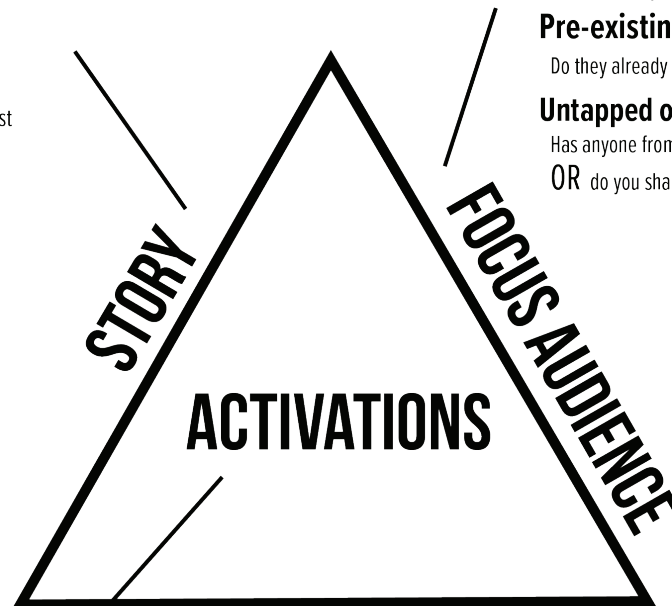 Pre-existin
Do they already
st
Untapped o
Has anyone from
OR do you sha
STORY
FOCUS AUDIENCE
ACTIVATIONS